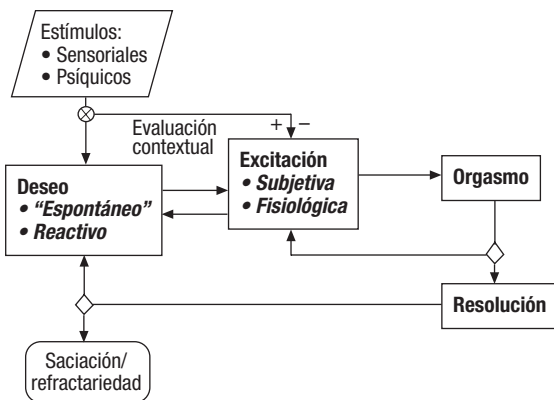 Estímulos:
• Sensoriales
• Psíquicos
Evaluación
contextual
+ −
Deseo
• “Espontáneo”
• Reactivo
Excitación
• Subjetiva
• Fisiológica
Orgasmo
Resolución
Saciación/
refractariedad